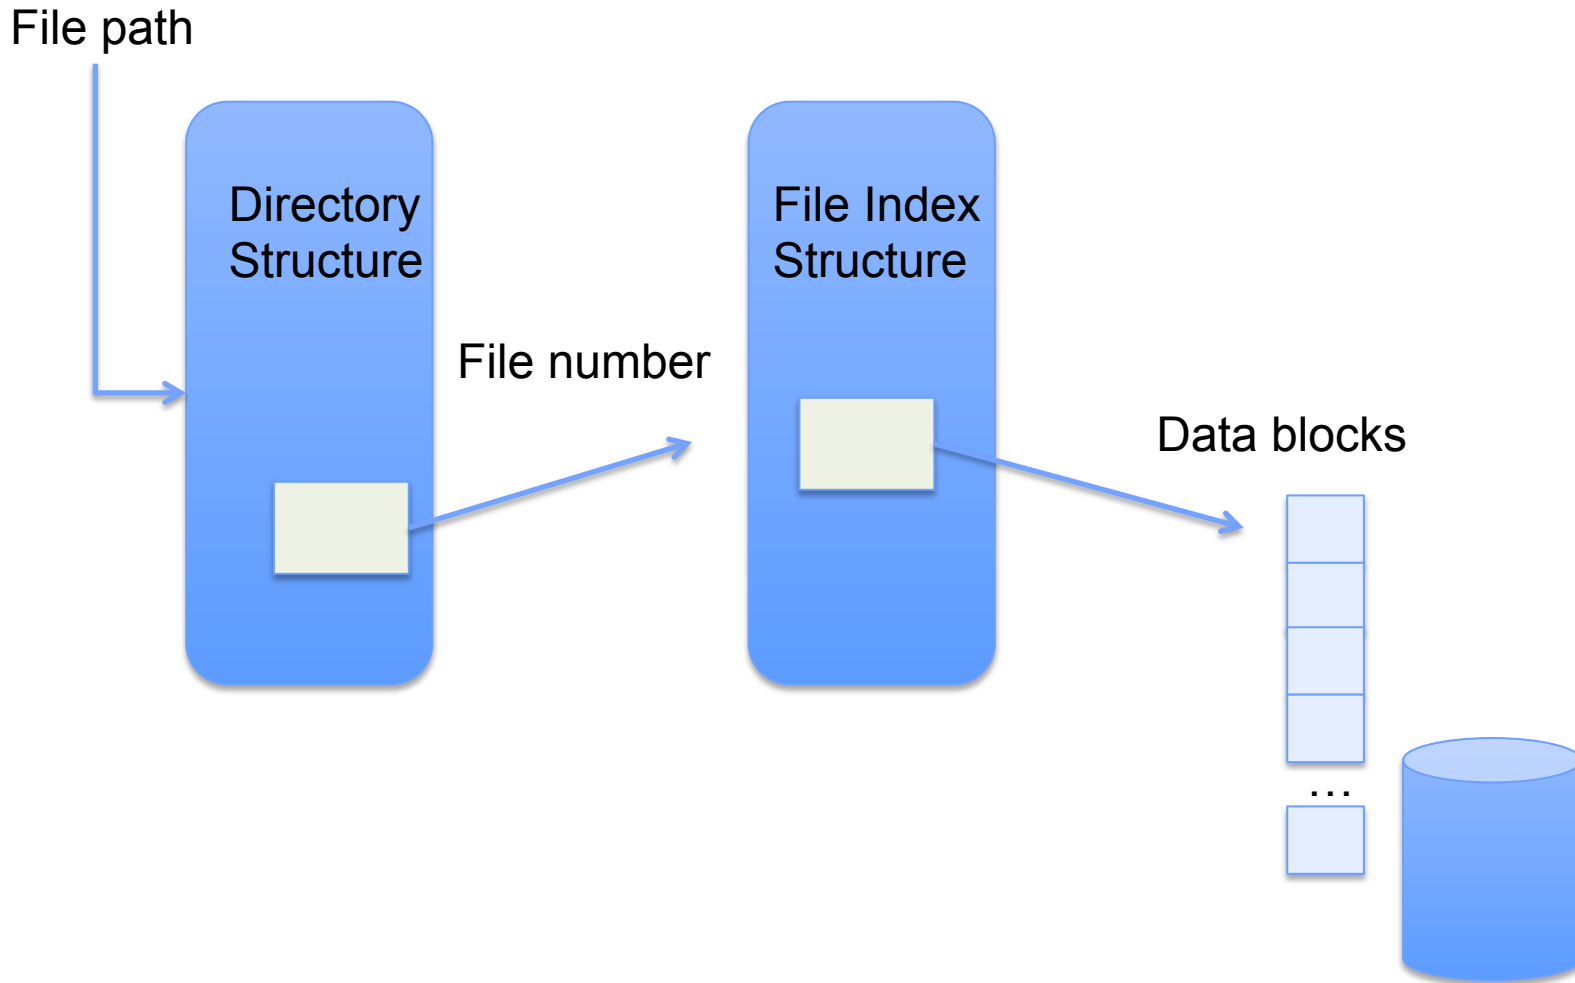 File path
Directory
Structure
File number
File Index
Structure
Data blocks
…